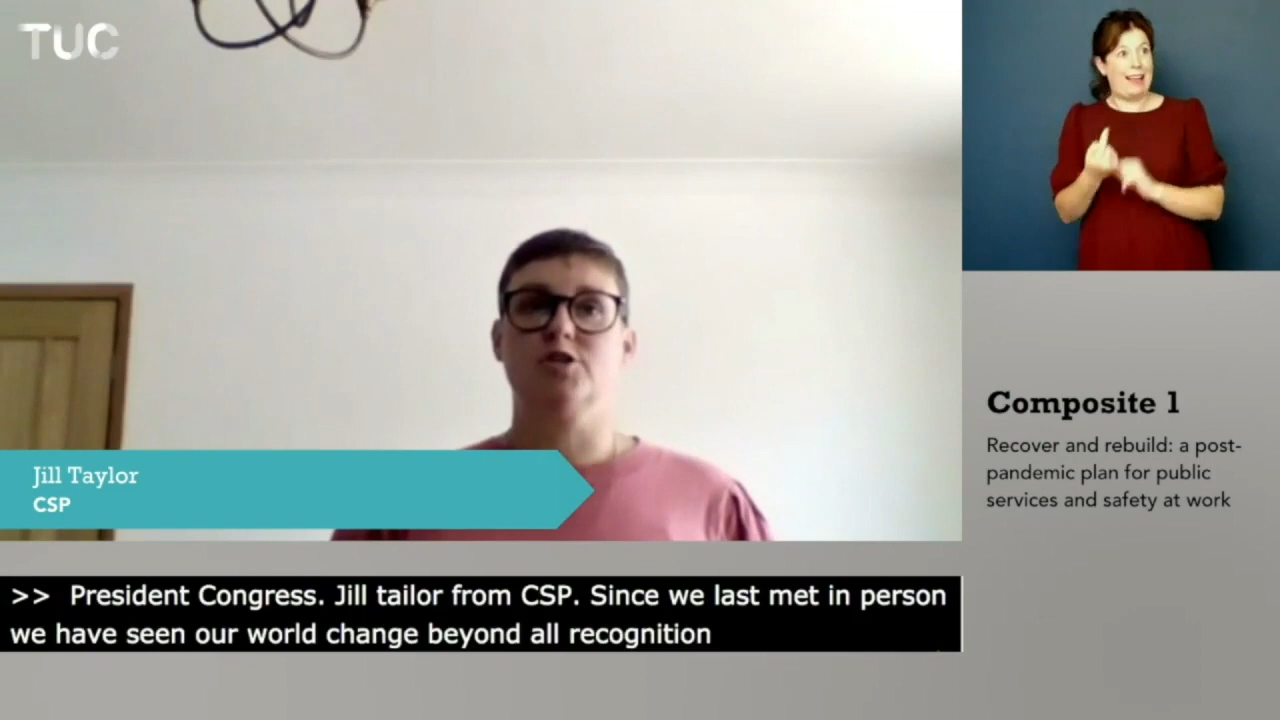 TUC
Jill Taylor
CSP
>> President Congress. Jill tailor from CSP. Since we last met in person
we have seen our world change beyond all recognition
Composite 1
Recover and rebuild: a post-
pandemic plan for public
services and safety at work